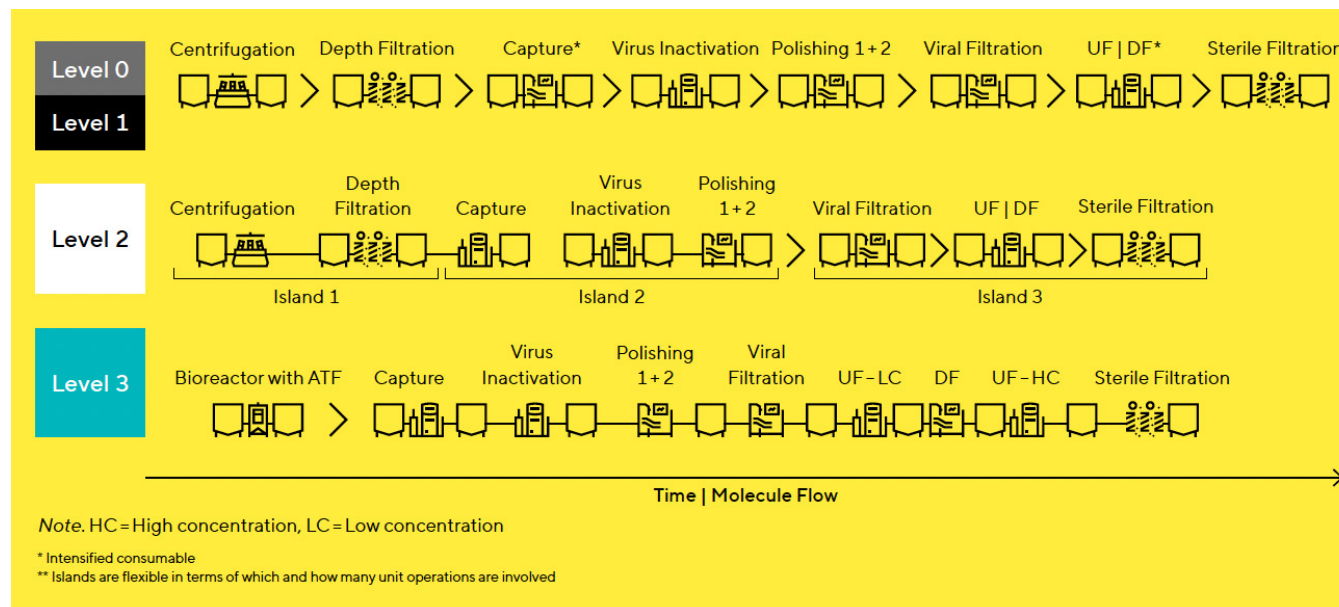 Level 0
Level 1
Centrifugation
Depth Filtration
Capture*
Virus Inactivation
Polishing 1 + 2
Viral Filtration
UF | DF*
Sterile Filtration
Level 2
Centrifugation
Depth
Filtration
Capture
Virus
Inactivation
Polishing
1 + 2
Viral Filtration
UF | DF
Sterile Filtration
Island 1
Island 2
Island 3
Level 3
Bioreactor with ATF
Capture
Virus
Inactivation
Polishing
1 + 2
Viral
Filtration
UF – LC
DF
UF – HC
Sterile Filtration
Time | Molecule Flow
Note. HC = High concentration, LC = Low concentration
* Intensified consumable
** Islands are flexible in terms of which and how many unit operations are involved